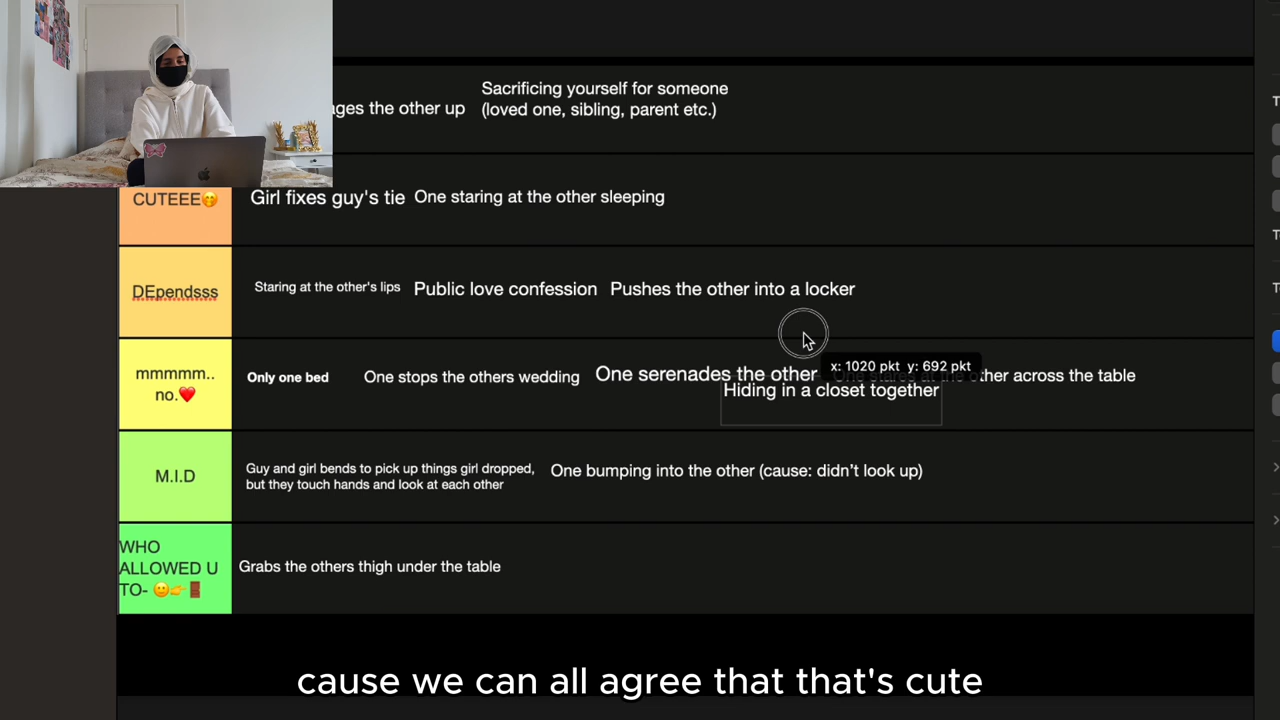 ages the other up
Sacrificing yourself for someone
(loved one, sibling, parent etc.)
CUTEEE🤭
Girl fixes guy's tie
One staring at the other sleeping
DEpendsss
Staring at the other's lips
Public love confession
Pushes the other into a locker
mmmmm..
no.❤️
Only one bed
One stops the others wedding
One serenades the other
x: 1020 pkt y: 692 pkt
other across the table
Hiding in a closet together
M.I.D
Guy and girl bends to pick up things girl dropped,
but they touch hands and look at each other
One bumping into the other (cause: didn't look up)
WHO
ALLOWED U
TO- 🙂👉🚪
Grabs the others thigh under the table
cause we can all agree that that's cute